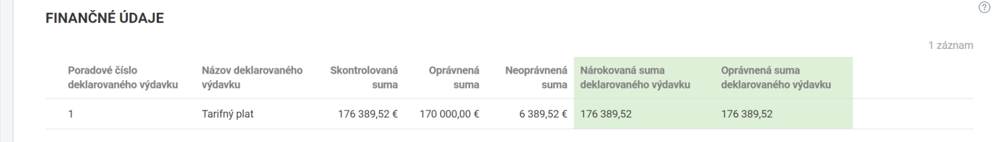 FINANČNÉ ÚDAJE
1 záznam
Poradové číslo deklarovaného výdavku
Názov deklarovaného výdavku
Skontrolovaná suma
Oprávnená suma
Neoprávnená suma
Nárokovaná suma deklarovaného výdavku
Oprávnená suma deklarovaného výdavku
1 Tarifný plat 176 389,52 € 170 000,00 € 6 389,52 € 176 389,52 176 389,52